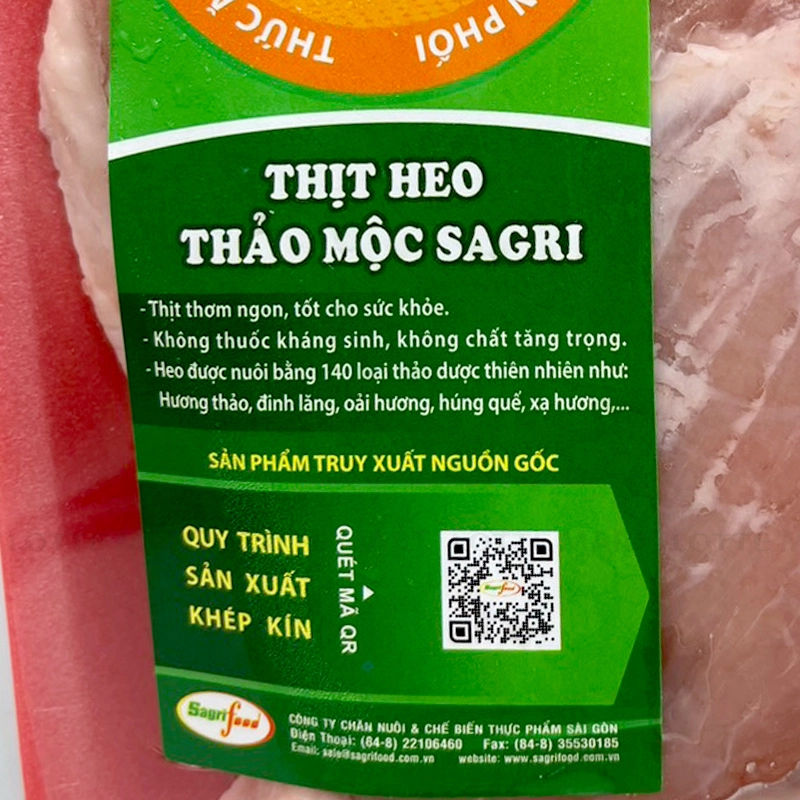 THỨC Ă
N PHỐI
THỊT HEO
THẢO MỘC SAGRI
- Thịt thơm ngon, tốt cho sức khỏe.
- Không thuốc kháng sinh, không chất tăng trọng.
- Heo được nuôi bằng 140 loại thảo dược thiên nhiên như:
Hương thảo, đinh lăng, oải hương, húng quế, xạ hương,...
SẢN PHẨM TRUY XUẤT NGUỒN GỐC
QUY TRÌNH
SẢN XUẤT
KHÉP KÍN
QUÉT MÃ QR
Sagrifood
Sagrifood
CÔNG TY CHĂN NUÔI & CHẾ BIẾN THỰC PHẨM SÀI GÒN
Điện Thoại: (84-8) 22106460 Fax: (84-8) 35530185
Email: sale@sagrifood.com.vn website: www.sagrifood.com.vn